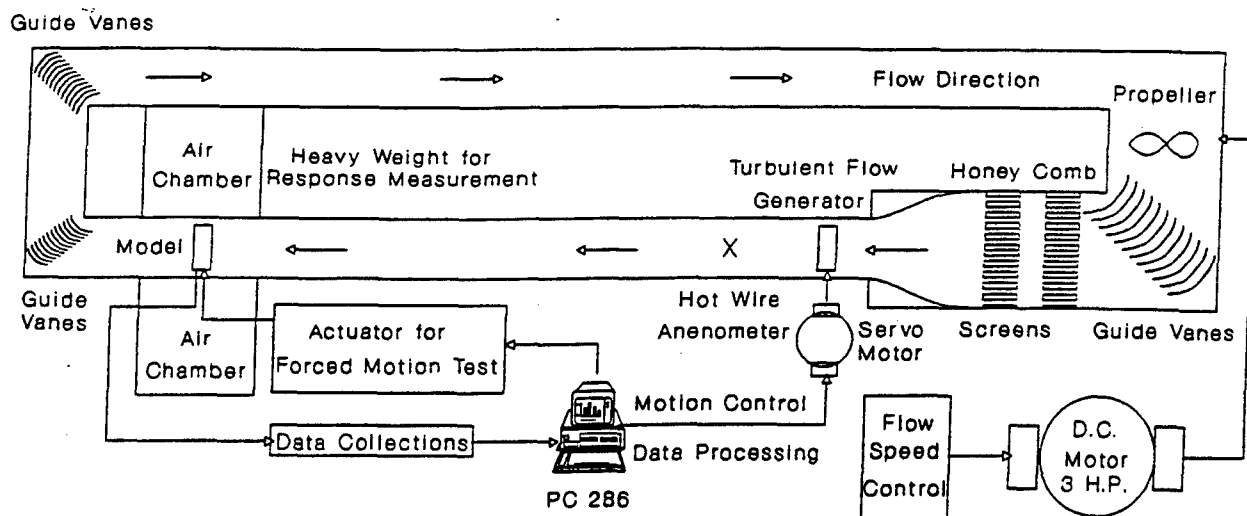 Guide Vanes
Flow Direction
Propeller
Air
Chamber
Heavy Weight for
Response Measurement
Turbulent Flow
Generator
Honey Comb
Model
X
Guide
Vanes
Air
Chamber
Actuator for
Forced Motion Test
Hot Wire
Anenometer
Servo
Motor
Screens
Guide Vanes
Motion Control
Data Collections
Data Processing
PC 286
Flow
Speed
Control
D.C.
Motor
3 H.P.